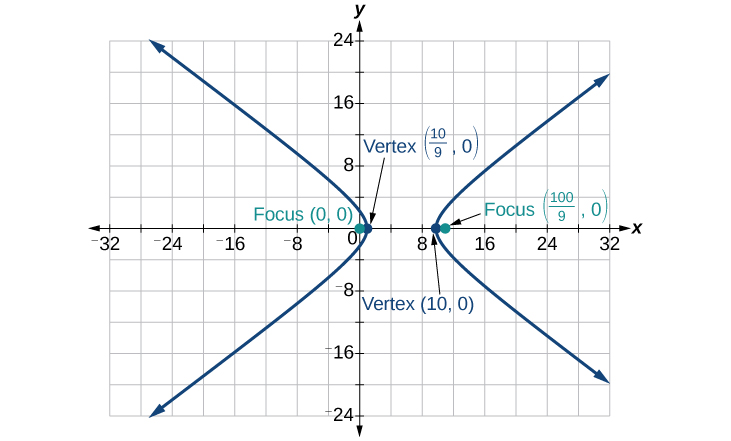 y
24
16
Vertex (10/9, 0)
8
Focus (100/9, 0)
Focus (0, 0)
x
−32 −24 −16 −8 0 8 16 24 32
−8
Vertex (10, 0)
−16
−24